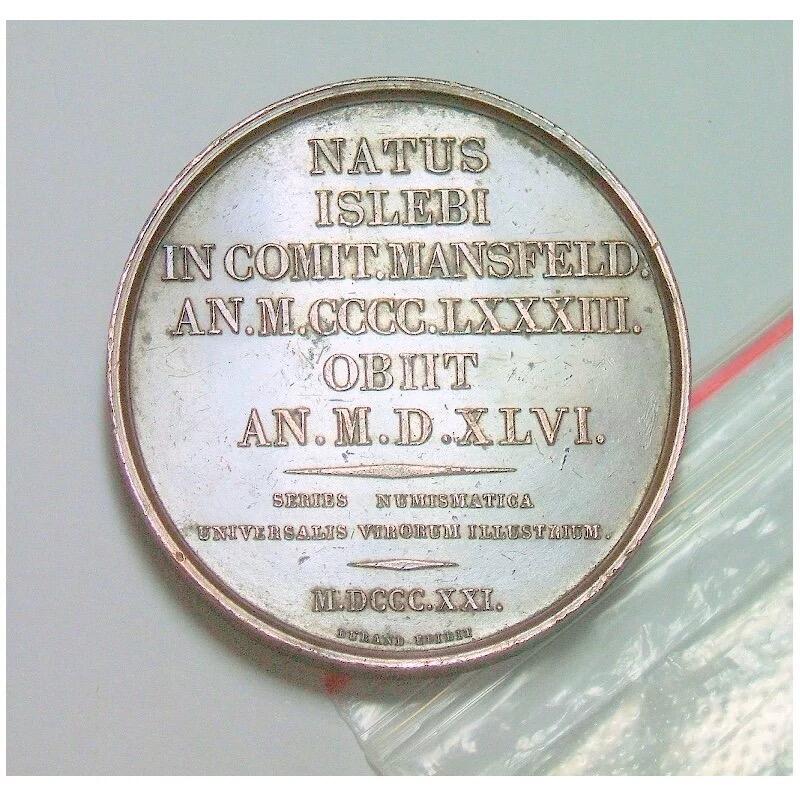 NATUS
ISLEBI
IN COMIT. MANSFELD.
AN. M. CCCC. LXXXIII.
OBIIT
AN. M. D. XLVI.
SERIES NUMISMATICA
UNIVERSALIS VIRORUM ILLUSTRIUM.
M.DCCC.XXI.
DURAND EDIDIT